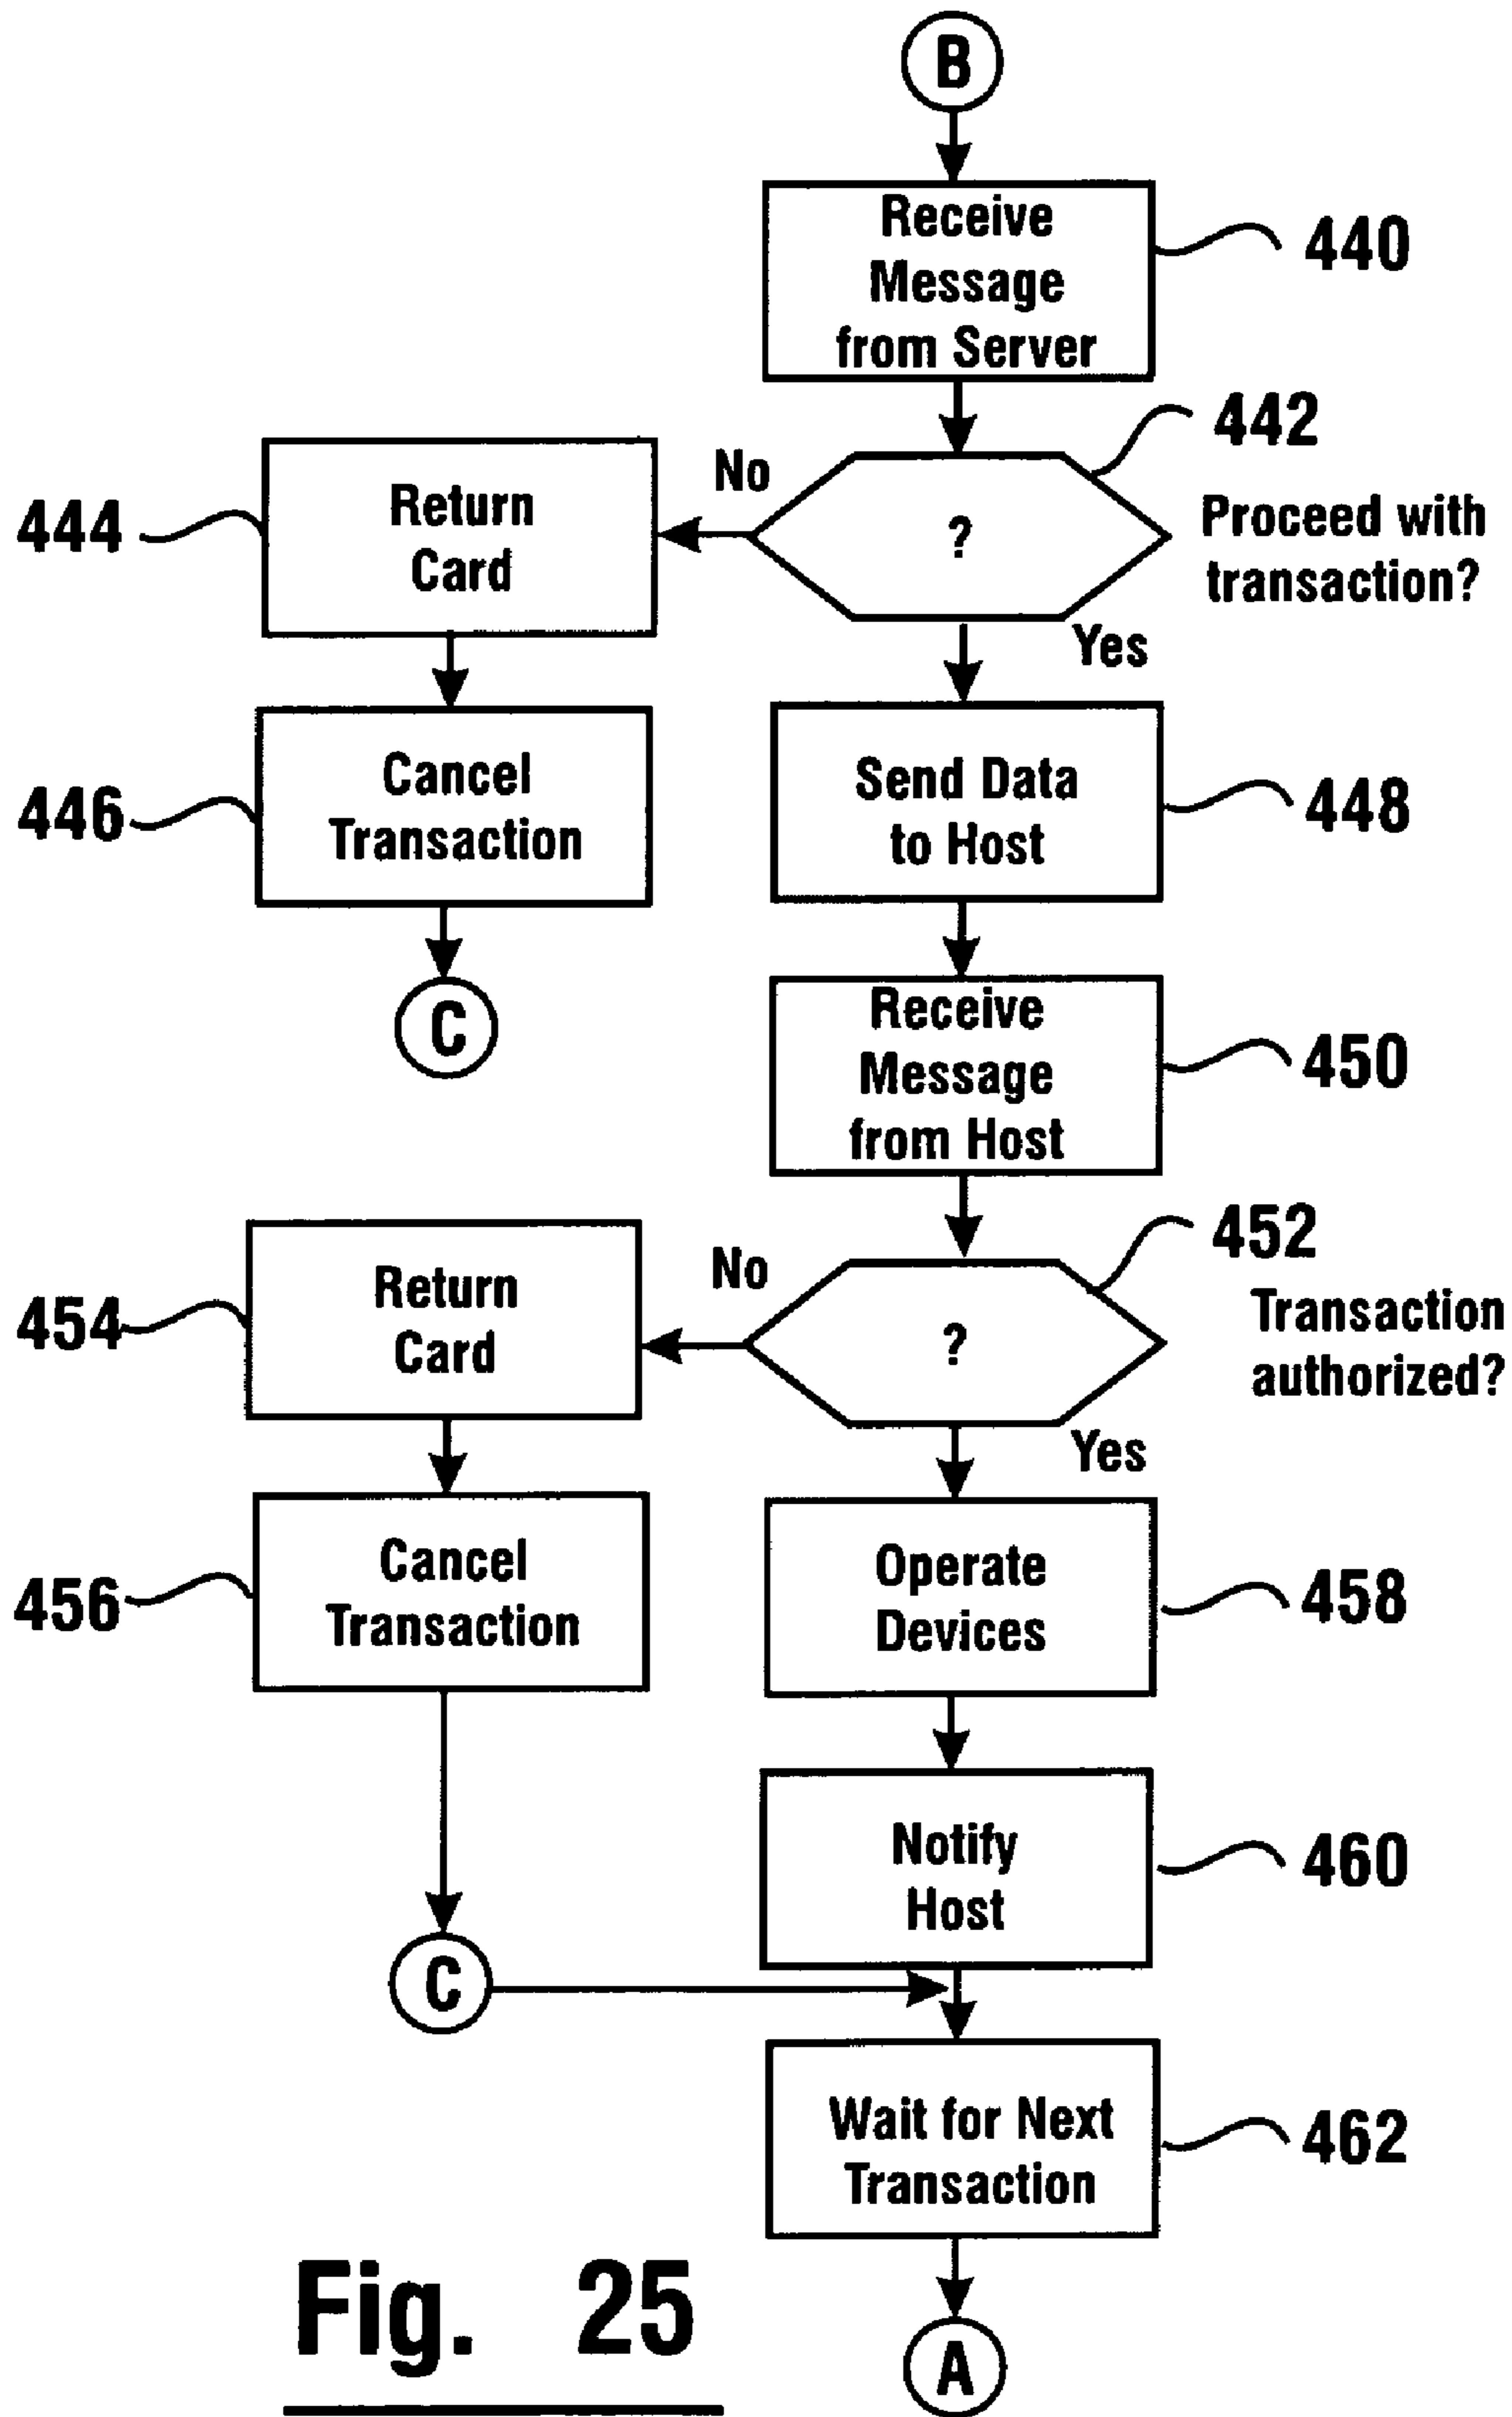 B
Receive
Message
from Server
440
442
Proceed with
transaction?
No
?
Yes
444
Return
Card
446
Cancel
Transaction
C
Send Data
to Host
448
Receive
Message
from Host
450
452
Transaction
authorized?
No
?
Yes
454
Return
Card
456
Cancel
Transaction
C
Operate
Devices
458
Notify
Host
460
Wait for Next
Transaction
462
A
Fig. 25